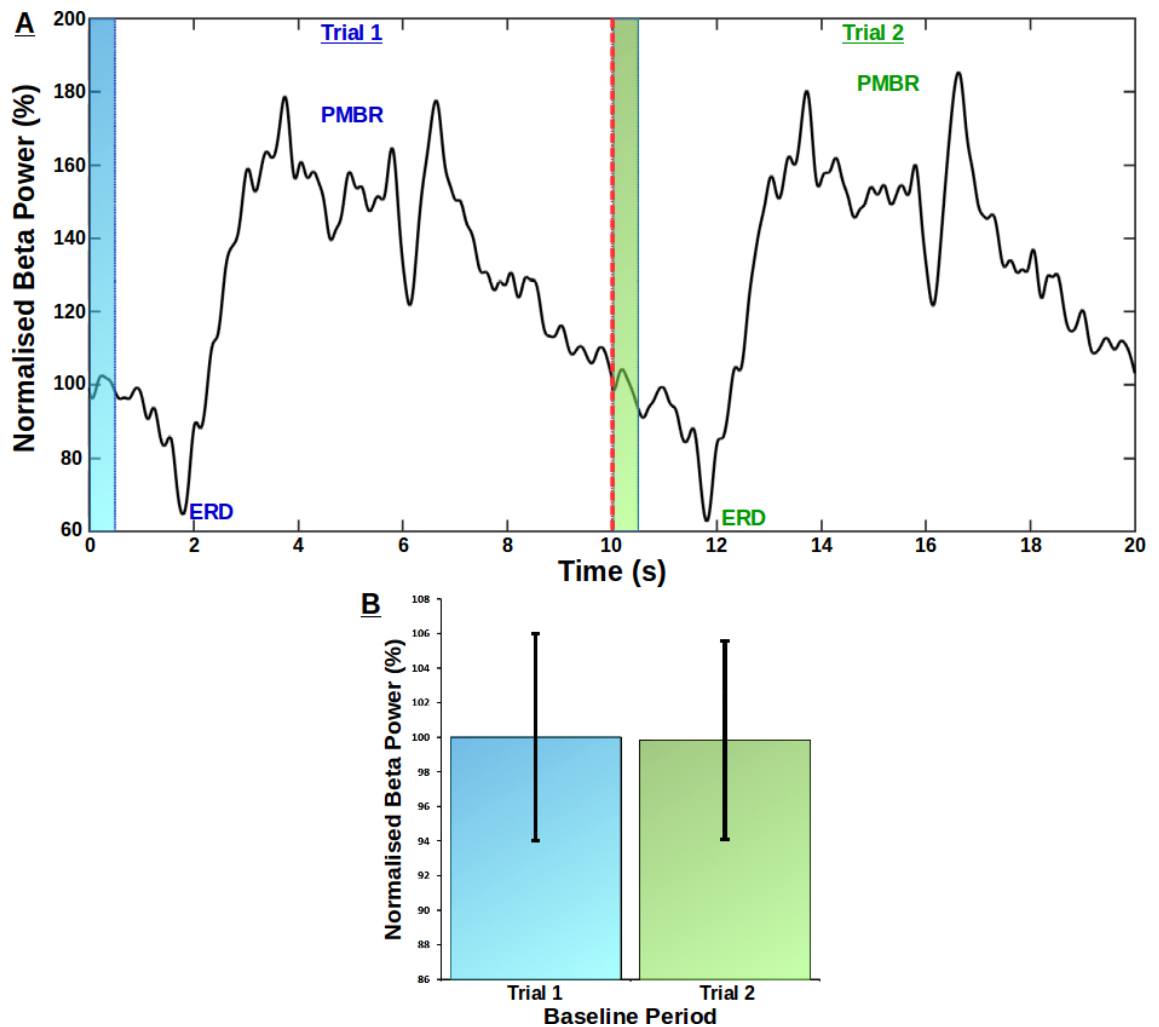 A
Normalised Beta Power (%)
200
180
160
140
120
100
80
60
Trial 1
Trial 2
PMBR
PMBR
ERD
ERD
0 2 4 6 8 10 12 14 16 18 20
Time (s)
B
Normalised Beta Power (%)
108
106
104
102
100
98
96
94
92
90
88
86
Trial 1 Trial 2
Baseline Period